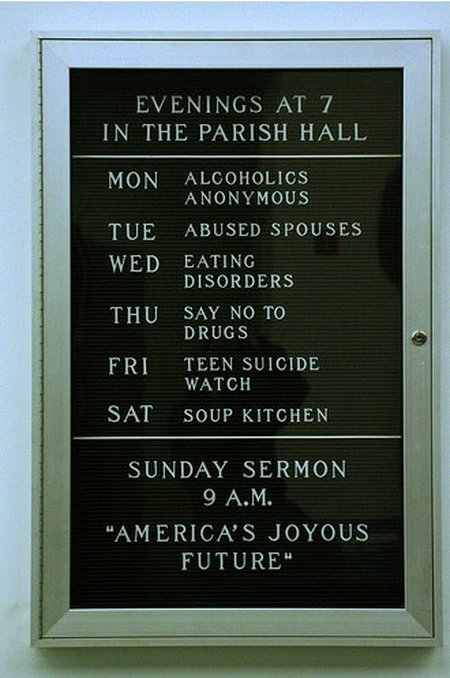 EVENINGS AT 7
IN THE PARISH HALL
MON ALCOHOLICS
ANONYMOUS
TUE ABUSED SPOUSES
WED EATING
DISORDERS
THU SAY NO TO
DRUGS
FRI TEEN SUICIDE
WATCH
SAT SOUP KITCHEN
SUNDAY SERMON
9 A.M.
"AMERICA'S JOYOUS
FUTURE"